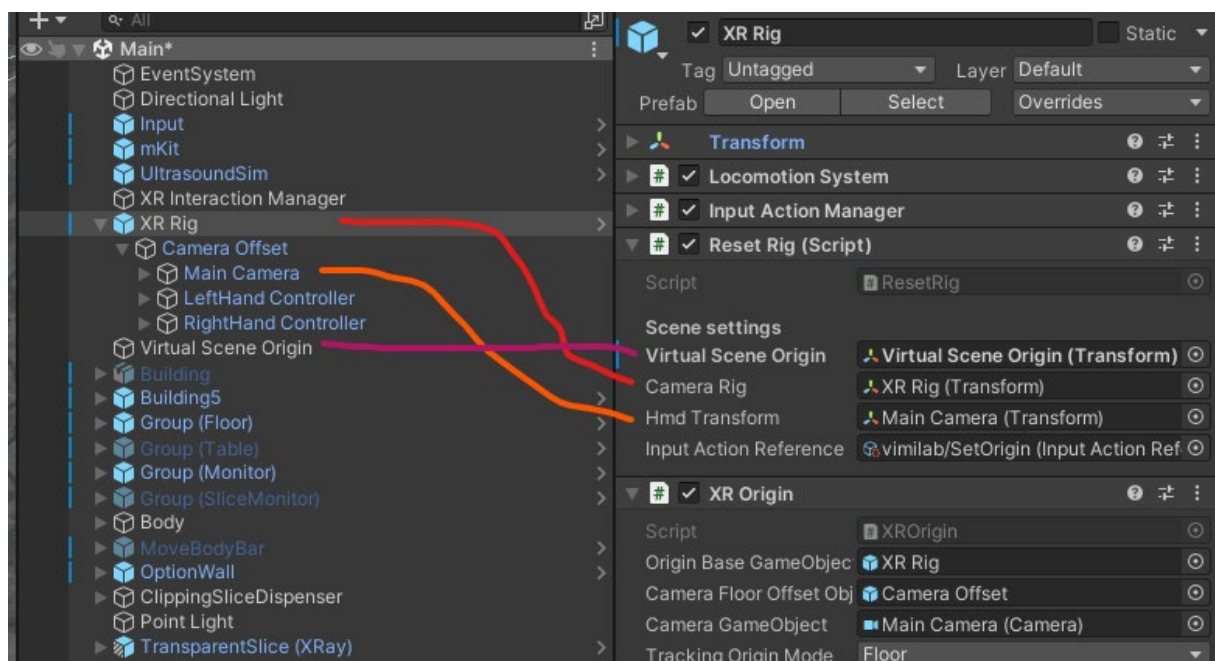 All
Main*
EventSystem
Directional Light
Input
mKit
UltrasoundSim
XR Interaction Manager
XR Rig
Camera Offset
Main Camera
LeftHand Controller
RightHand Controller
Virtual Scene Origin
Building
Building5
Group (Floor)
Group (Table)
Group (Monitor)
Group (SliceMonitor)
Body
MoveBodyBar
OptionWall
ClippingSliceDispenser
Point Light
TransparentSlice (XRay)
XR Rig Static
Tag Untagged Layer Default
Prefab Open Select Overrides
Transform
# Locomotion System
# Input Action Manager
# Reset Rig (Script)
Script # ResetRig
Scene settings
Virtual Scene Origin Virtual Scene Origin (Transform)
Camera Rig XR Rig (Transform)
Hmd Transform Main Camera (Transform)
Input Action Reference vimilab/SetOrigin (Input Action Ref
# XR Origin
Script # XROrigin
Origin Base GameObjec XR Rig
Camera Floor Offset Obj Camera Offset
Camera GameObject Main Camera (Camera)
Tracking Origin Mode Floor